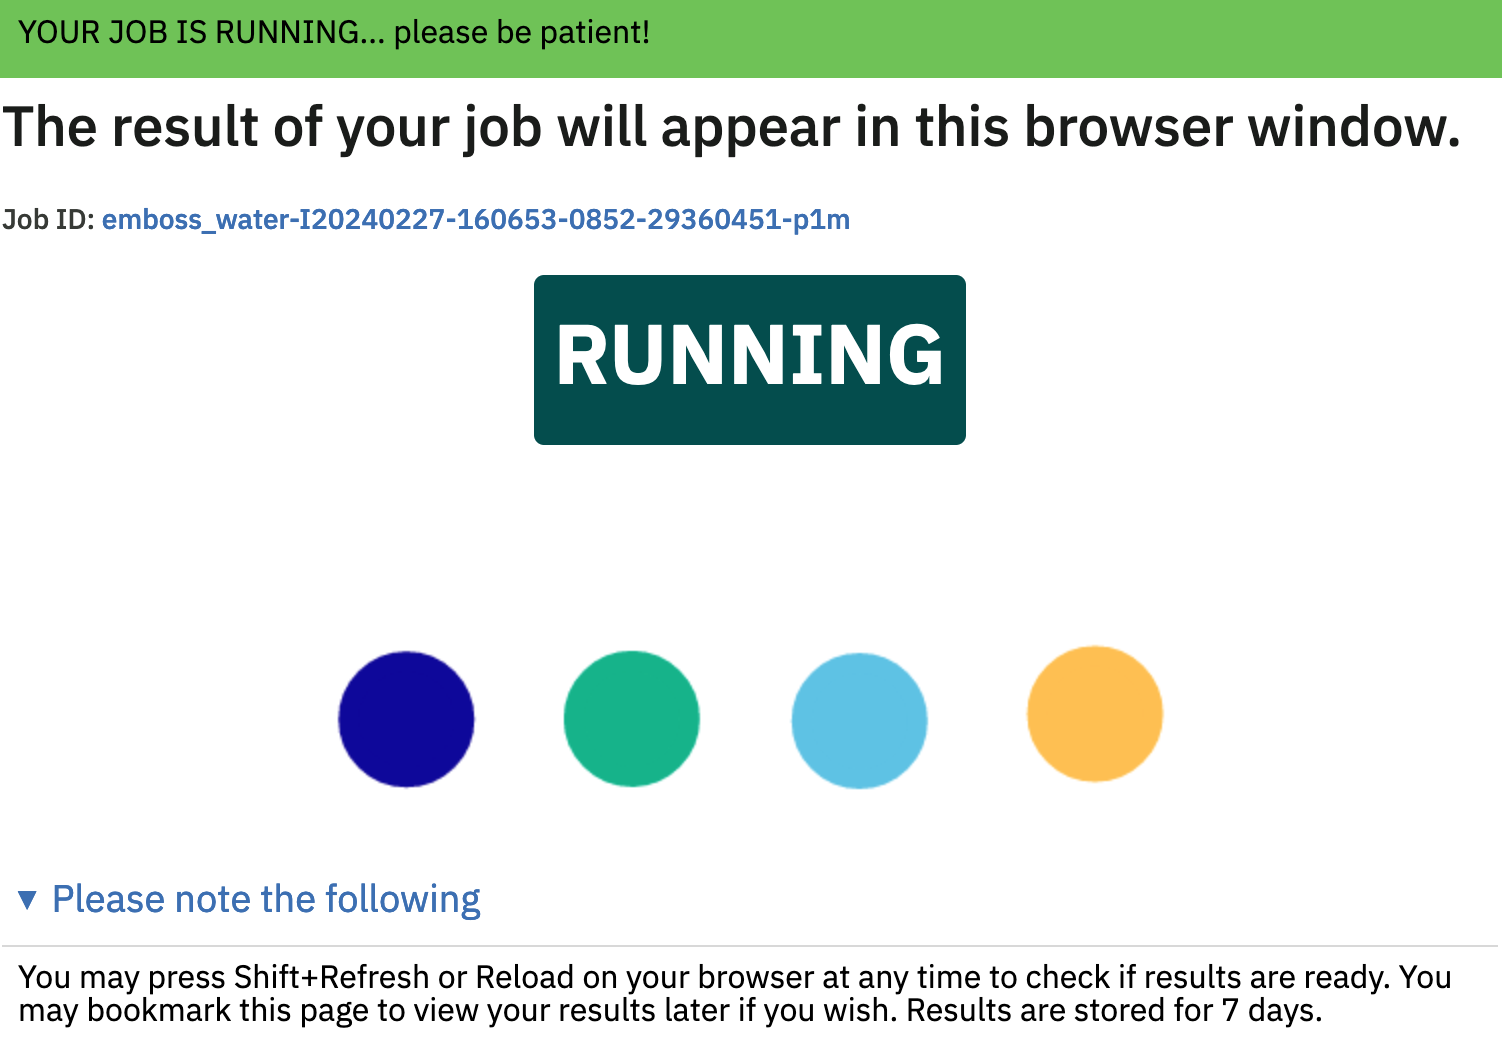 YOUR JOB IS RUNNING... please be patient!
The result of your job will appear in this browser window.
Job ID: emboss_water-I20240227-160653-0852-29360451-p1m
RUNNING
▼ Please note the following
You may press Shift+Refresh or Reload on your browser at any time to check if results are ready. You
may bookmark this page to view your results later if you wish. Results are stored for 7 days.